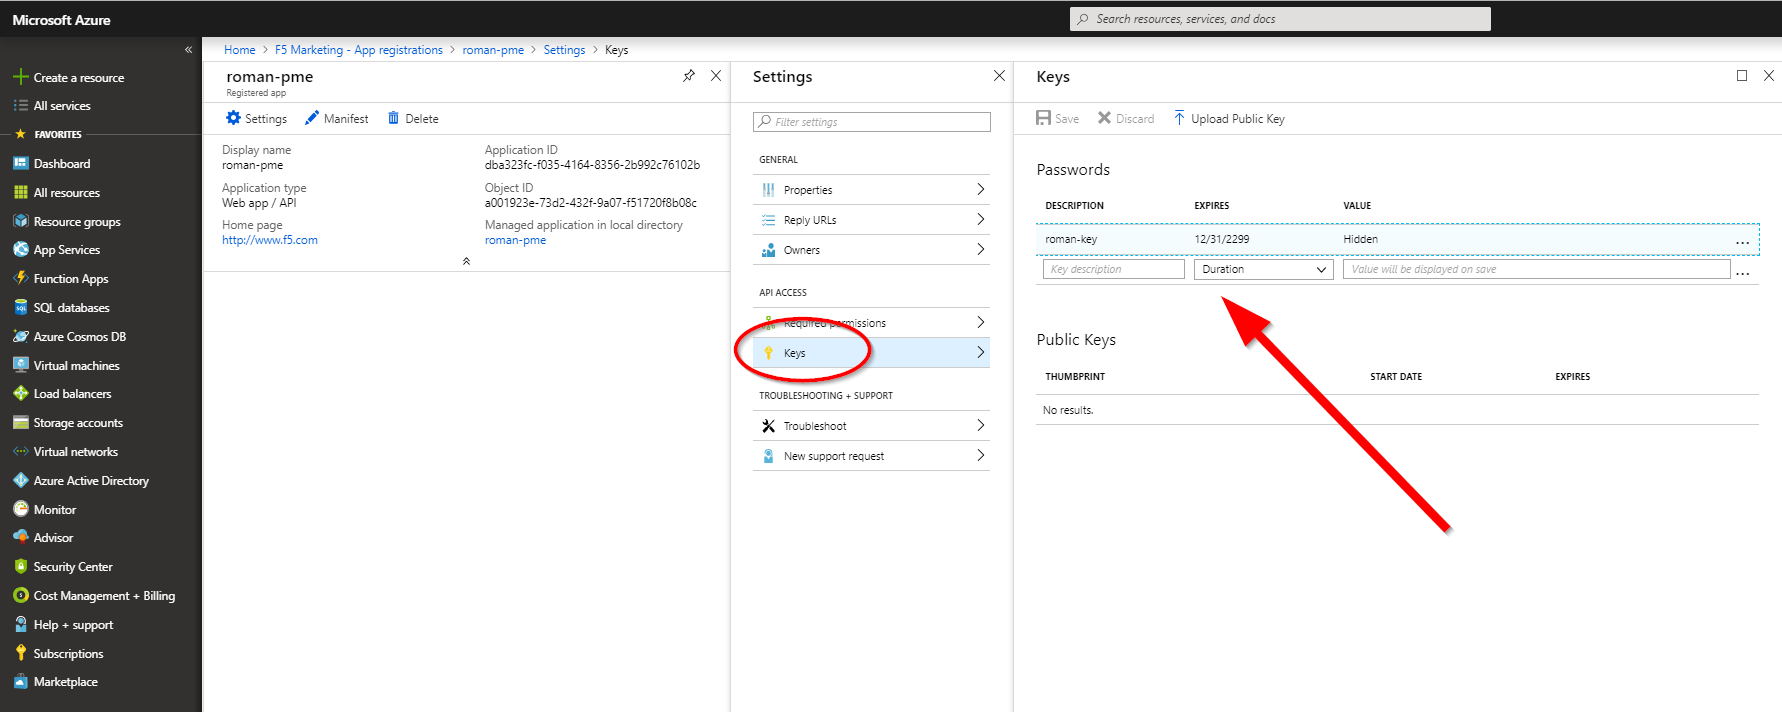 Microsoft Azure
Search resources, services, and docs
«
Create a resource
All services
FAVORITES
Dashboard
All resources
Resource groups
App Services
Function Apps
SQL databases
Azure Cosmos DB
Virtual machines
Load balancers
Storage accounts
Virtual networks
Azure Active Directory
Monitor
Advisor
Security Center
Cost Management + Billing
Help + support
Subscriptions
Marketplace
Home > F5 Marketing - App registrations > roman-pme > Settings > Keys
roman-pme
Registered app
Settings Manifest Delete
Display name
roman-pme
Application type
Web app / API
Home page
http://www.f5.com
Application ID
dba323fc-f035-4164-8356-2b992c76102b
Object ID
a001923e-73d2-432f-9a07-f51720f8b08c
Managed application in local directory
roman-pme
Settings
Filter settings
GENERAL
Properties
Reply URLs
Owners
API ACCESS
Required permissions
Keys
TROUBLESHOOTING + SUPPORT
Troubleshoot
New support request
Keys
Save Discard Upload Public Key
Passwords
DESCRIPTION EXPIRES VALUE
roman-key 12/31/2299 Hidden ...
Key description Duration Value will be displayed on save ...
Public Keys
THUMBPRINT START DATE EXPIRES
No results.